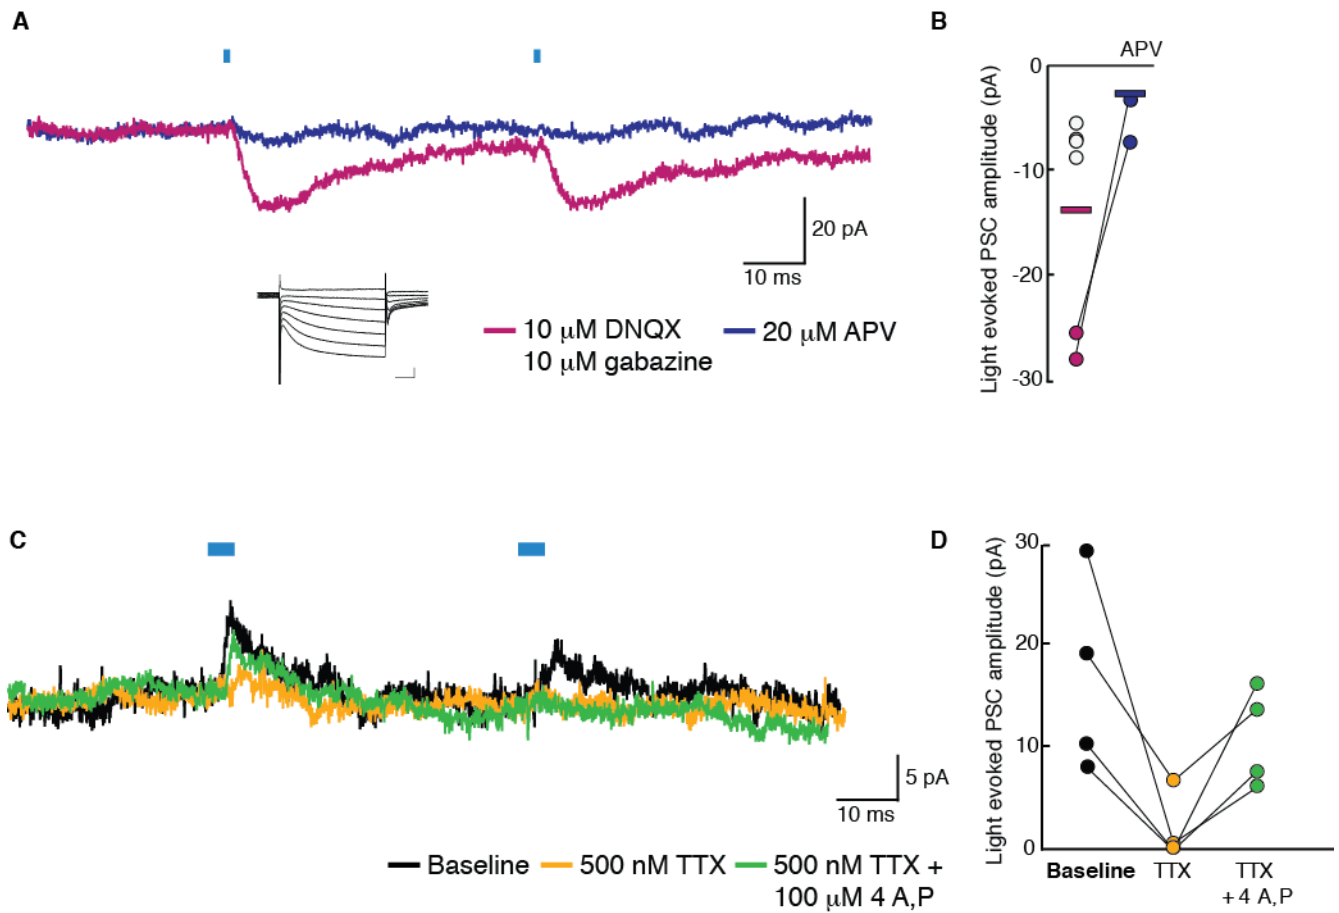 A
20 pA
10 ms
10 µM DNQX
10 µM gabazine
20 µM APV
B
APV
Light evoked PSC amplitude (pA)
0
-10
-20
-30
C
5 pA
10 ms
Baseline
500 nM TTX
500 nM TTX +
100 µM 4 A,P
D
Light evoked PSC amplitude (pA)
30
20
10
0
Baseline
TTX
TTX
+ 4 A,P